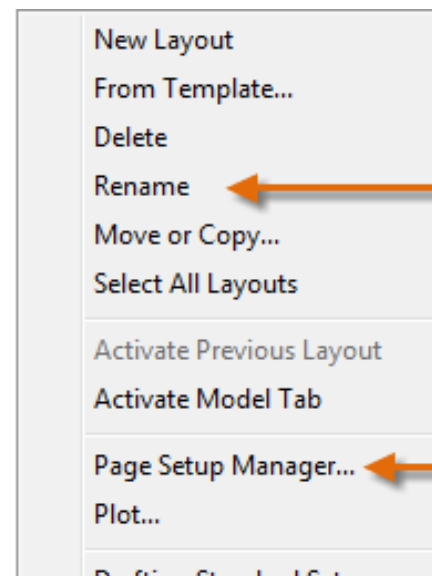 New Layout
From Template...
Delete
Rename
Move or Copy...
Select All Layouts
Activate Previous Layout
Activate Model Tab
Page Setup Manager...
Plot...